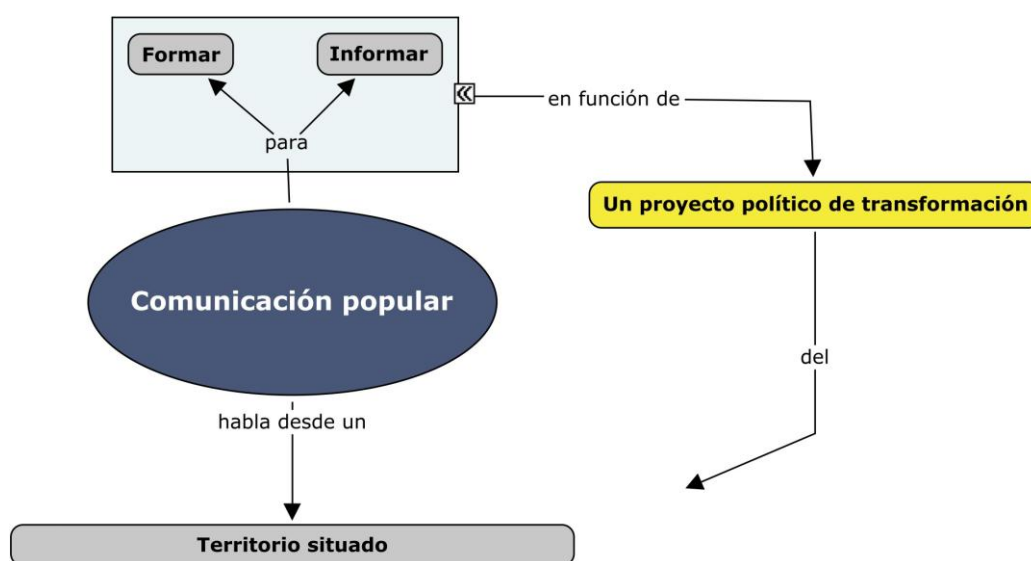 Formar
Informar
en función de
para
Un proyecto político de transformación
Comunicación popular
del
habla desde un
Territorio situado